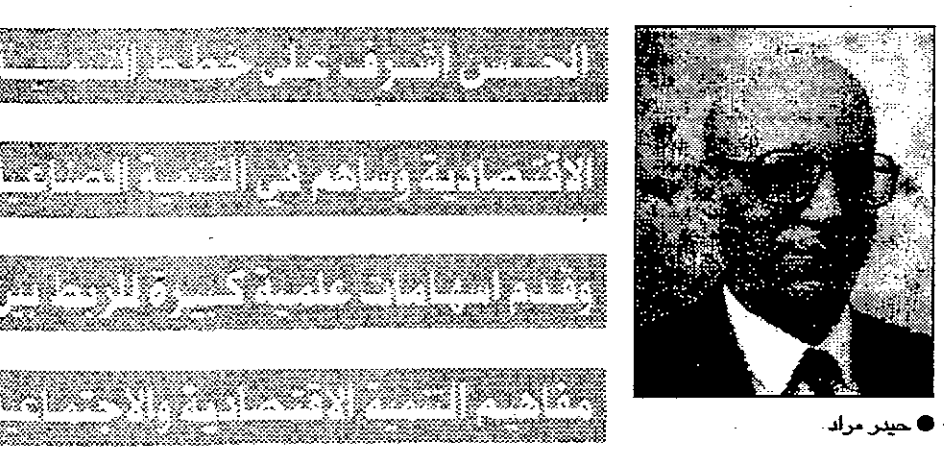 الحسن أشرف على خطط التنمية
الاقتصادية وساهم في التنمية الصناعية
وقدم اسهامات علمية كبيرة للربط بين
مفاهيم التنمية الاقتصادية والاجتماعية
● حيدر مراد